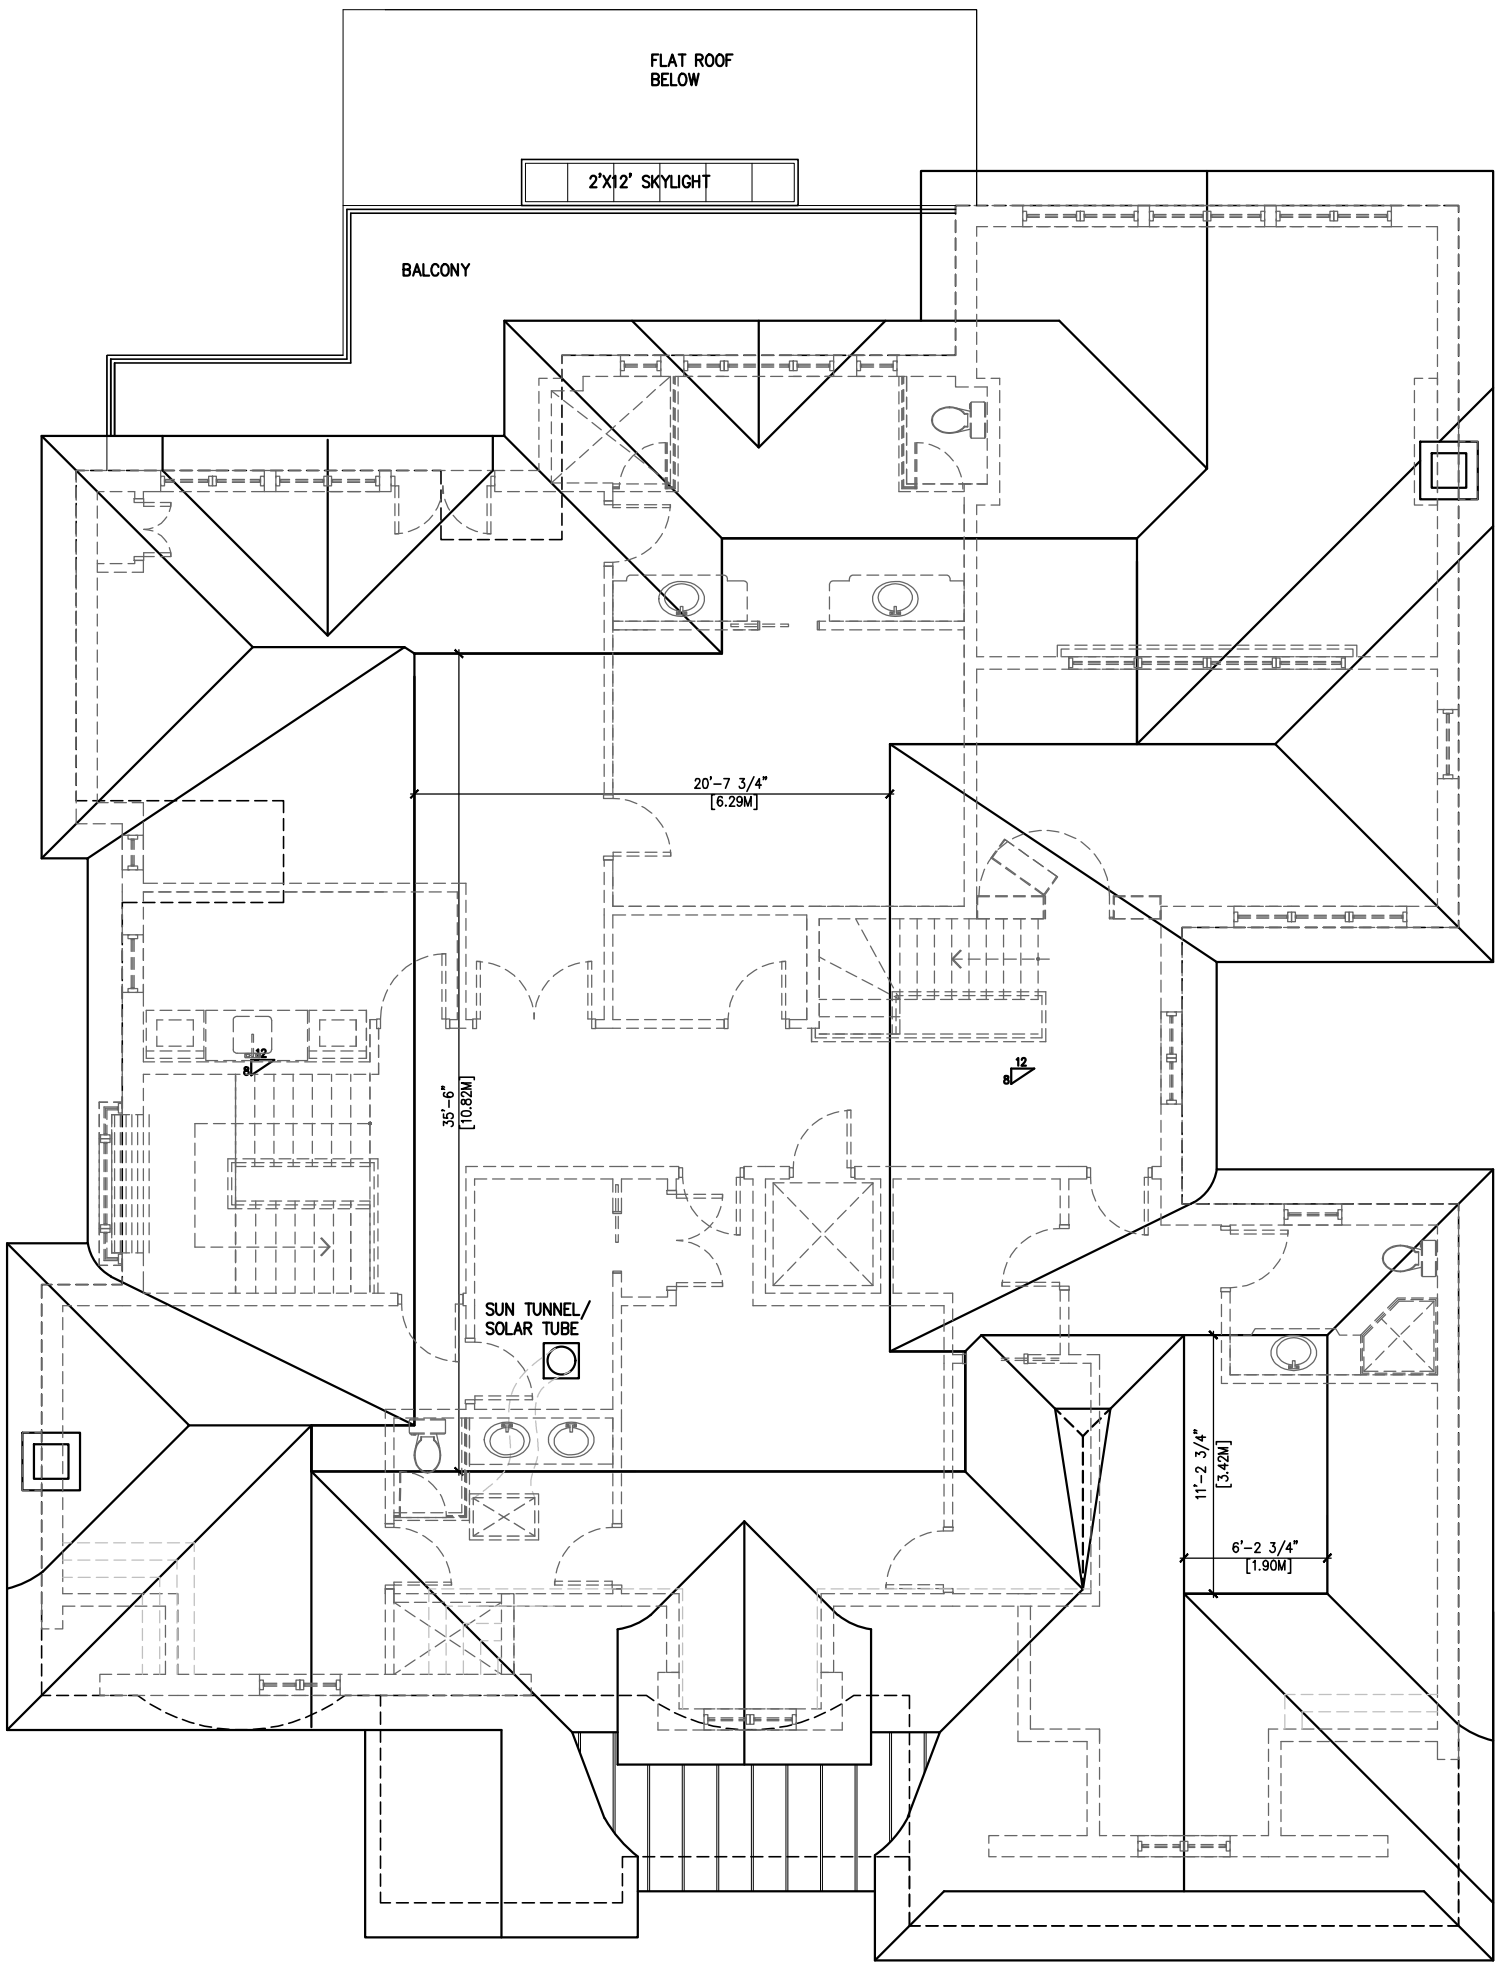 FLAT ROOF
BELOW
2'X12' SKYLIGHT
BALCONY
20'-7 3/4"
[6.29M]
12
8
12
8
35'-6"
[10.82M]
SUN TUNNEL/
SOLAR TUBE
11'-2 3/4"
[3.42M]
6'-2 3/4"
[1.90M]